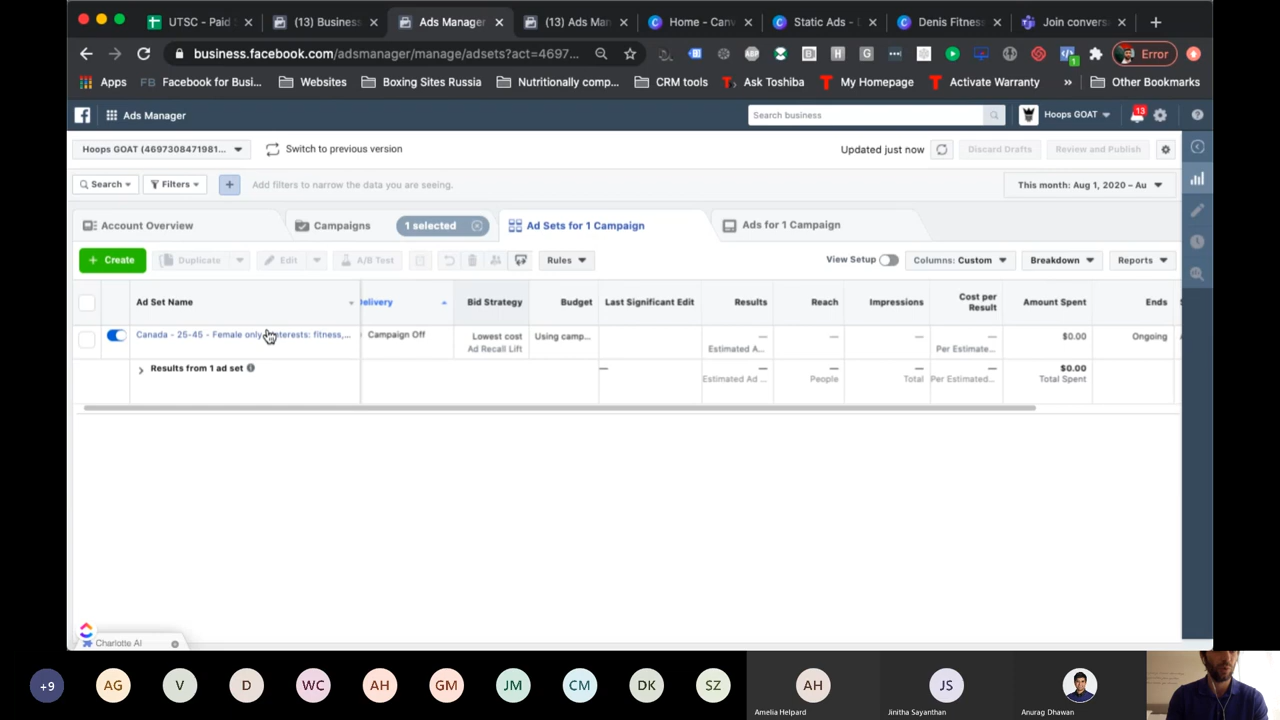 UTSC - Paid S
(13) Business
Ads Manager
(13) Ads Man
Home - Canv
Static Ads - D
Denis Fitness
Join convers
business.facebook.com/adsmanager/manage/adsets?act=4697...
Error
Apps
FB Facebook for Busi...
Websites
Boxing Sites Russia
Nutritionally comp...
CRM tools
Ask Toshiba
My Homepage
Activate Warranty
»
Other Bookmarks
Ads Manager
Search business
Hoops GOAT
13
Hoops GOAT (4697308471981...
Switch to previous version
Updated just now
Discard Drafts
Review and Publish
Search
Filters
+
Add filters to narrow the data you are seeing.
This month: Aug 1, 2020 – Au
Account Overview
Campaigns
1 selected
Ad Sets for 1 Campaign
Ads for 1 Campaign
+ Create
Duplicate
Edit
A/B Test
Rules
View Setup
Columns: Custom
Breakdown
Reports
Ad Set Name
Delivery
Bid Strategy
Budget
Last Significant Edit
Results
Reach
Impressions
Cost per
Result
Amount Spent
Ends
Canada - 25-45 - Female only
interests: fitness,...
Campaign Off
Lowest cost
Ad Recall Lift
Using camp...
—
Estimated A...
—
—
—
Per Estimate...
$0.00
Ongoing
Results from 1 ad set
—
—
Estimated Ad ...
—
People
—
Total
—
Per Estimated...
$0.00
Total Spent
Charlotte AI
+9
AG
V
D
WC
AH
GM
JM
CM
DK
SZ
AH
Amelia Helpard
JS
Jinitha Sayanthan
Anurag Dhawan